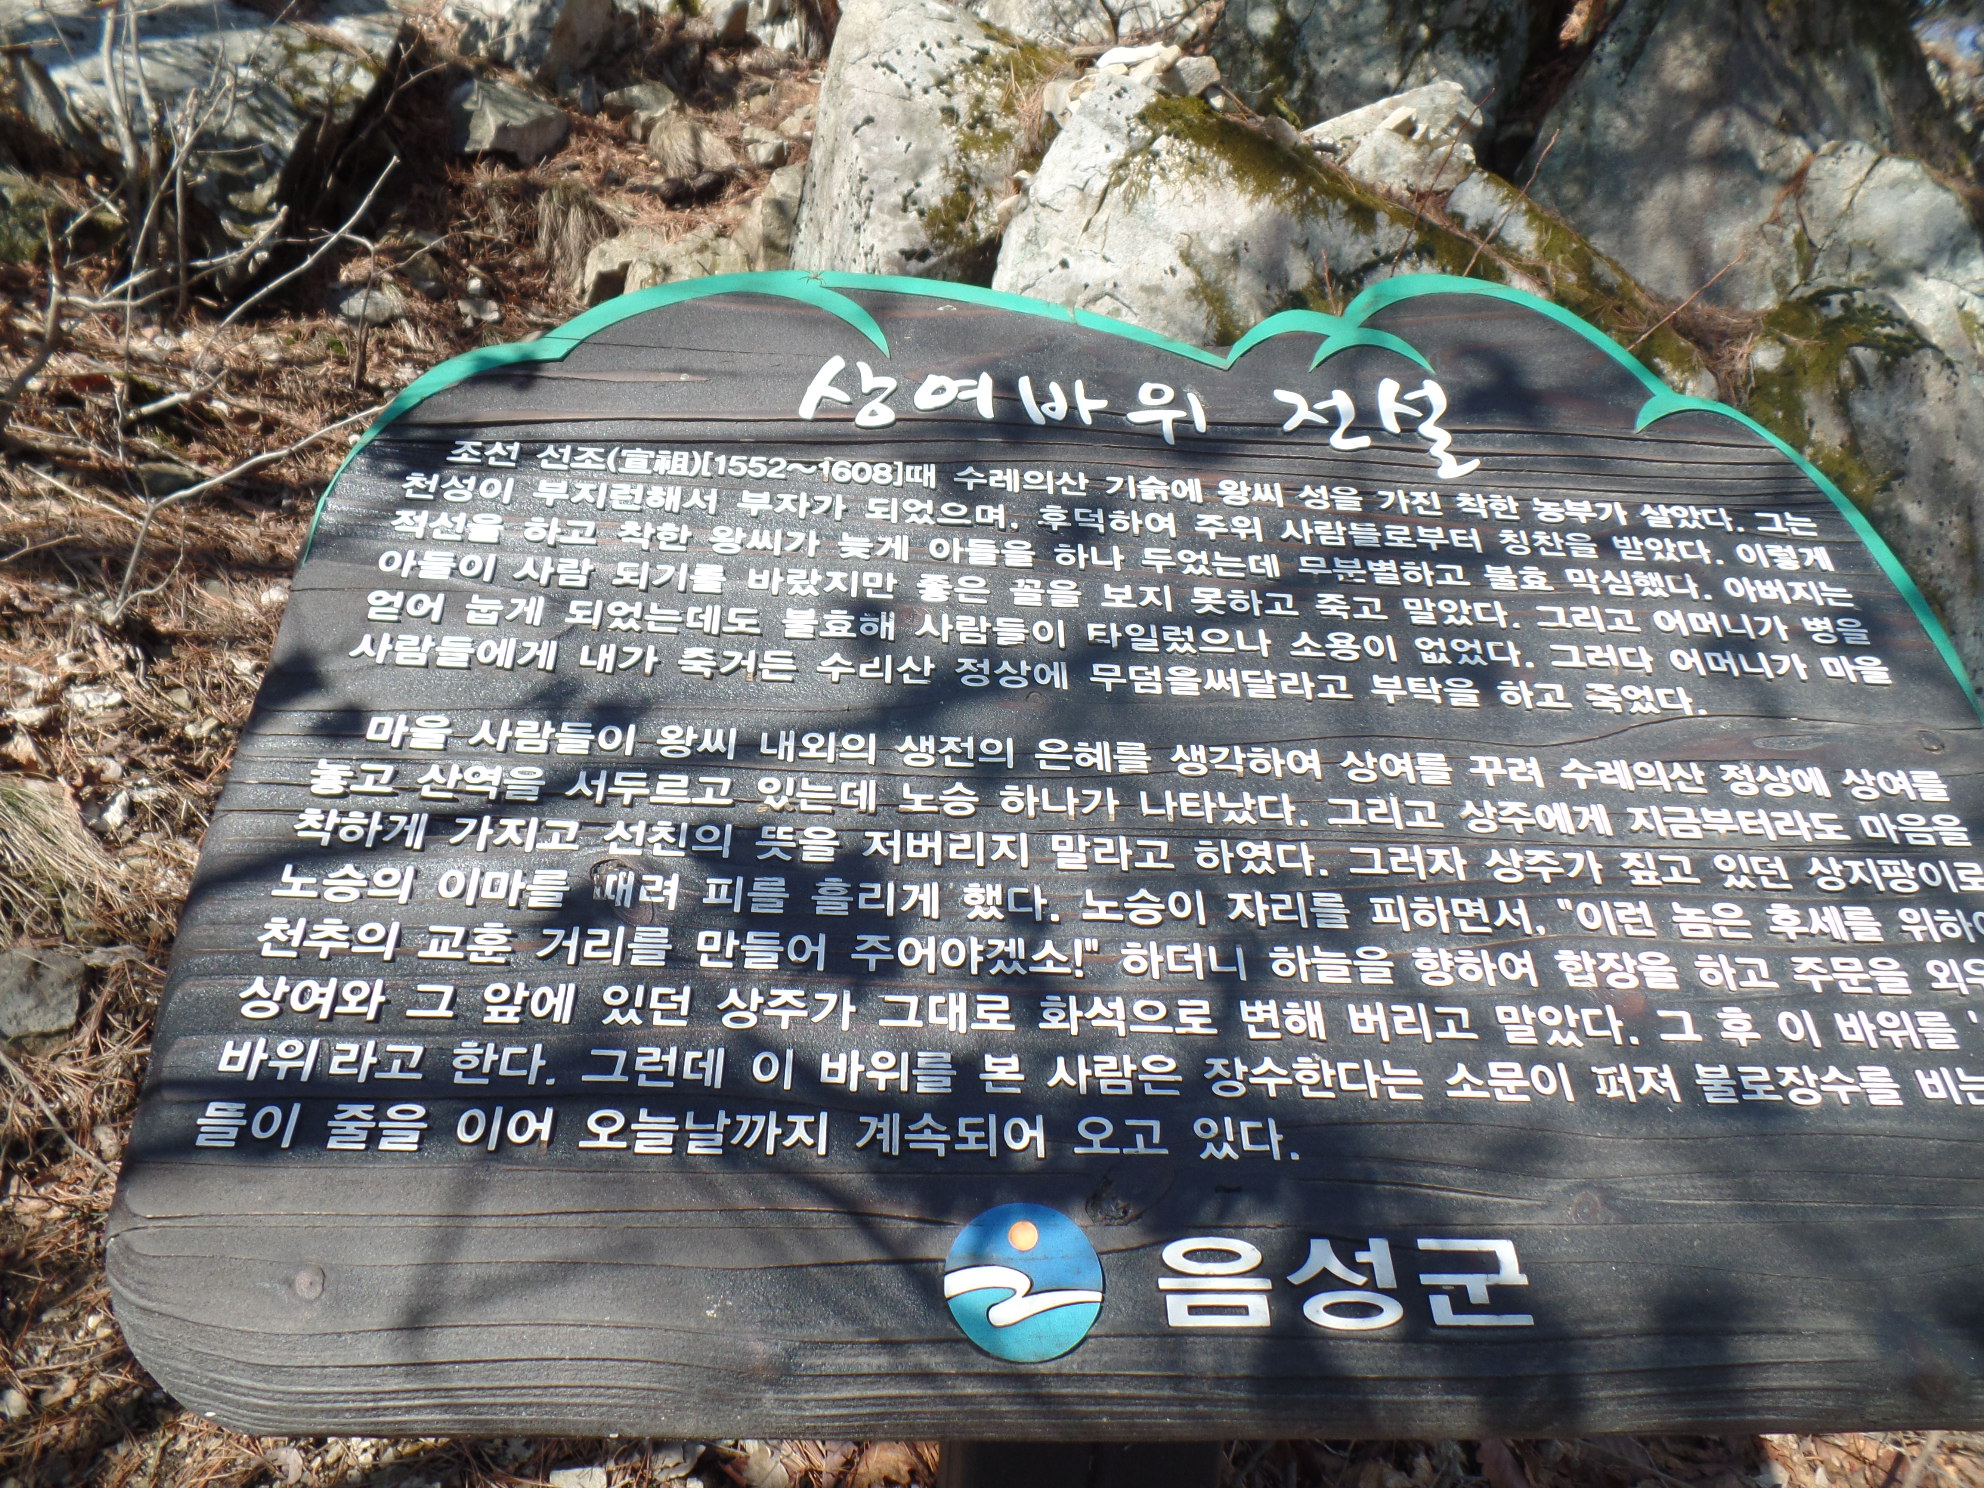 상여바위 전설
조선 선조(宣祖)[1552~1608]때 수레의산 기슭에 왕씨 성을 가진 착한 농부가 살았다. 그는
천성이 부지런해서 부자가 되었으며. 후덕하여 주위 사람들로부터 칭찬을 받았다. 이렇게
적선을 하고 착한 왕씨가 늦게 아들을 하나 두었는데 무분별하고 불효 막심했다. 아버지는
아들이 사람 되기를 바랐지만 좋은 꼴을 보지 못하고 죽고 말았다. 그리고 어머니가 병을
얻어 눕게 되었는데도 불효해 사람들이 타일렀으나 소용이 없었다. 그러다 어머니가 마을
사람들에게 내가 죽거든 수리산 정상에 무덤을써달라고 부탁을 하고 죽었다.
마을 사람들이 왕씨 내외의 생전의 은혜를 생각하여 상여를 꾸려 수레의산 정상에 상여를
놓고 산역을 서두르고 있는데 노승 하나가 나타났다. 그리고 상주에게 지금부터라도 마음을
착하게 가지고 선친의 뜻을 저버리지 말라고 하였다. 그러자 상주가 짚고 있던 상지팡이로
노승의 이마를 때려 피를 흘리게 했다. 노승이 자리를 피하면서, "이런 놈은 후세를 위하여
천추의 교훈 거리를 만들어 주어야겠소!" 하더니 하늘을 향하여 합장을 하고 주문을 외우
상여와 그 앞에 있던 상주가 그대로 화석으로 변해 버리고 말았다. 그 후 이 바위를 '
바위'라고 한다. 그런데 이 바위를 본 사람은 장수한다는 소문이 퍼져 불로장수를 비는
들이 줄을 이어 오늘날까지 계속되어 오고 있다.
음성군